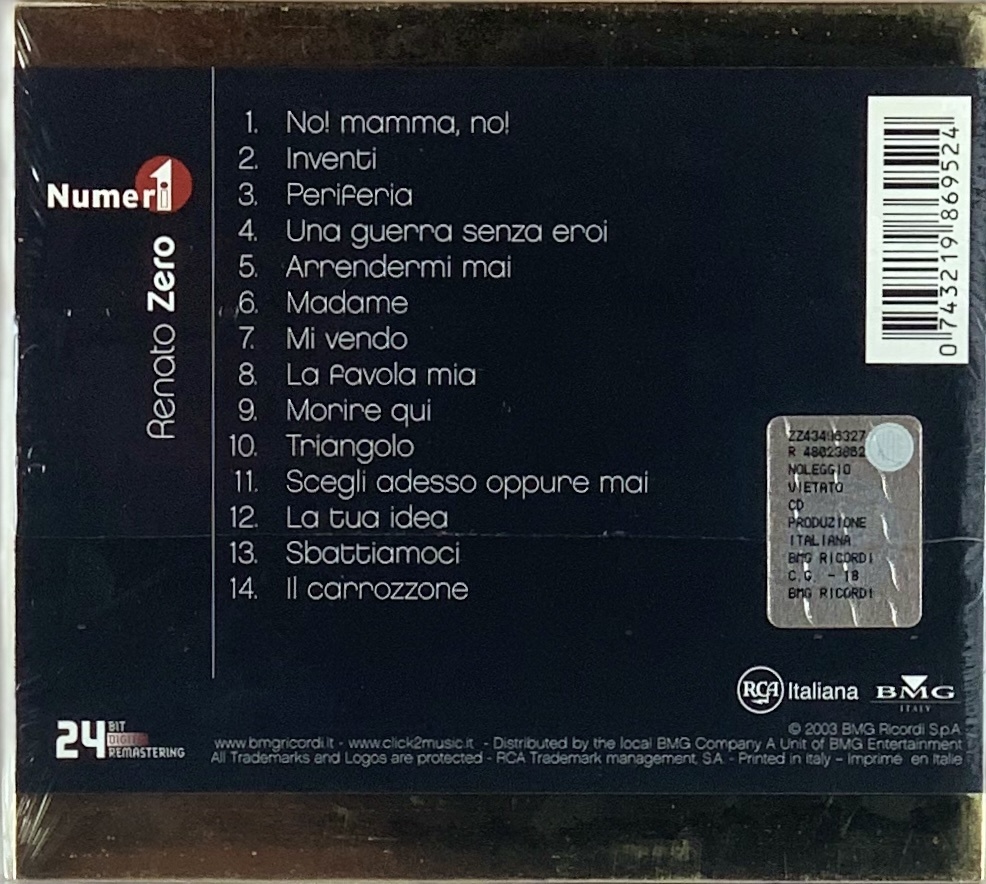 Numeri1
Renato Zero
1. No! mamma, no!
2. Inventi
3. Periferia
4. Una guerra senza eroi
5. Arrendermi mai
6. Madame
7. Mi vendo
8. La favola mia
9. Morire qui
10. Triangolo
11. Scegli adesso oppure mai
12. La tua idea
13. Sbattiamoci
14. Il carrozzone
0 743219 869524
NOLEGGIO
VIETATO
CD
PRODUZIONE
ITALIANA
BMG RICORDI
C.G. - 18
BMG RICORDI
RCA Italiana BMG
ITALY
24 BIT
DIGITAL
REMASTERING
© 2003 BMG Ricordi S.p.A
www.bmgricordi.it - www.click2music.it - Distributed by the local BMG Company A Unit of BMG Entertainment
All Trademarks and Logos are protected - RCA Trademark management, S.A. - Printed in Italy – Imprimé en Italie